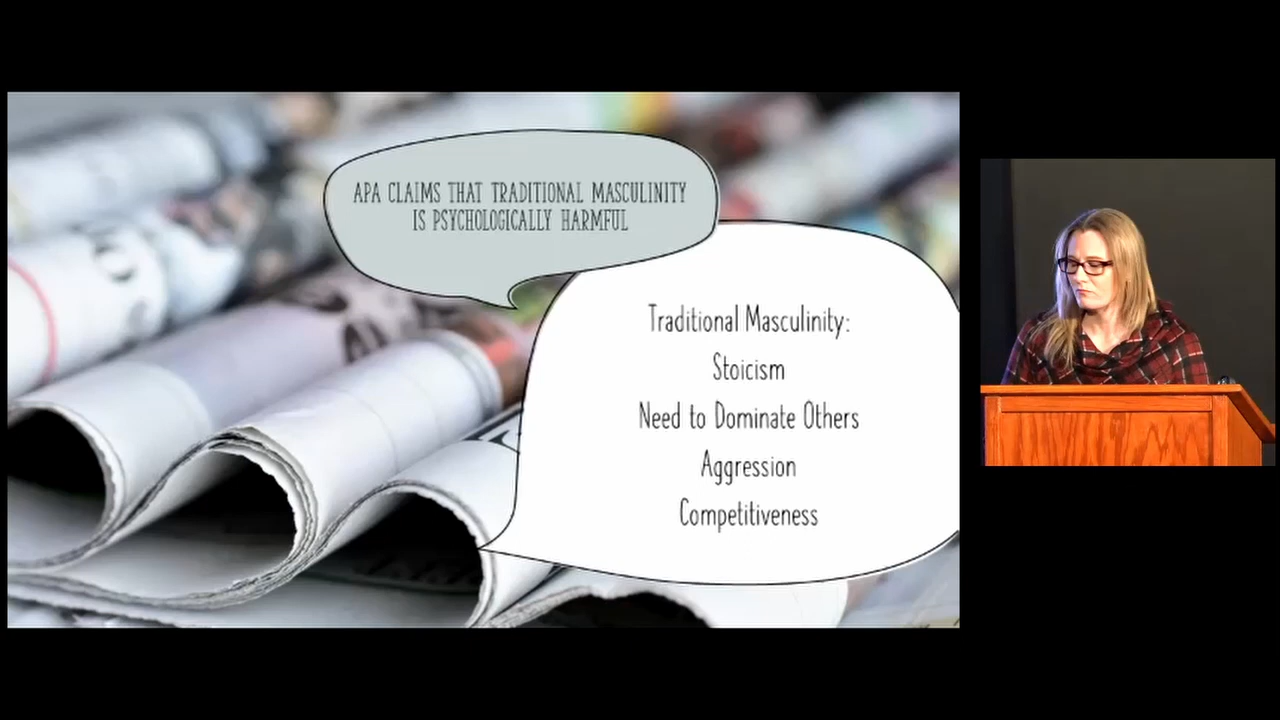 APA CLAIMS THAT TRADITIONAL MASCULINITY
IS PSYCHOLOGICALLY HARMFUL
Traditional Masculinity:
Stoicism
Need to Dominate Others
Aggression
Competitiveness